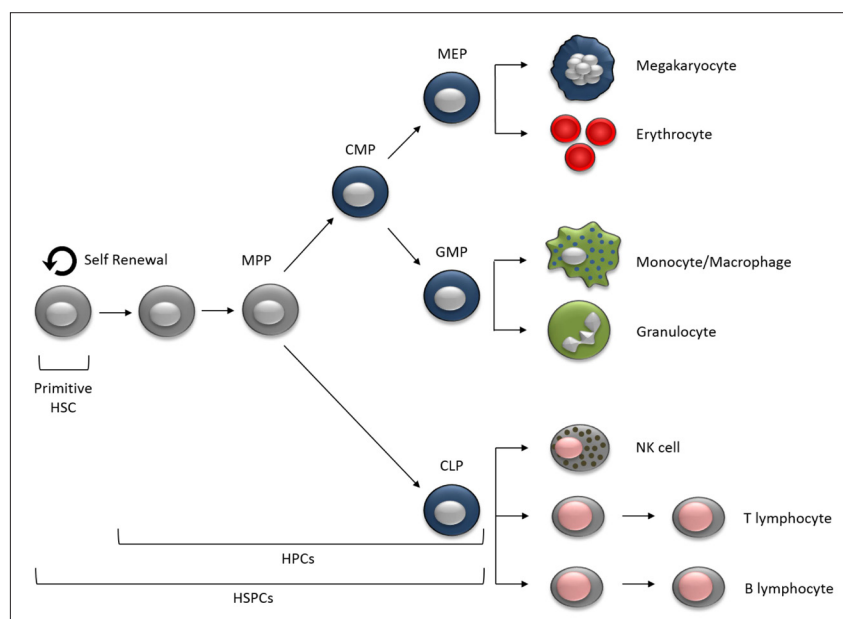 MEP
Megakaryocyte
Erythrocyte
CMP
Self Renewal
MPP
GMP
Monocyte/Macrophage
Granulocyte
Primitive
HSC
NK cell
CLP
T lymphocyte
HPCs
HSPCs
B lymphocyte